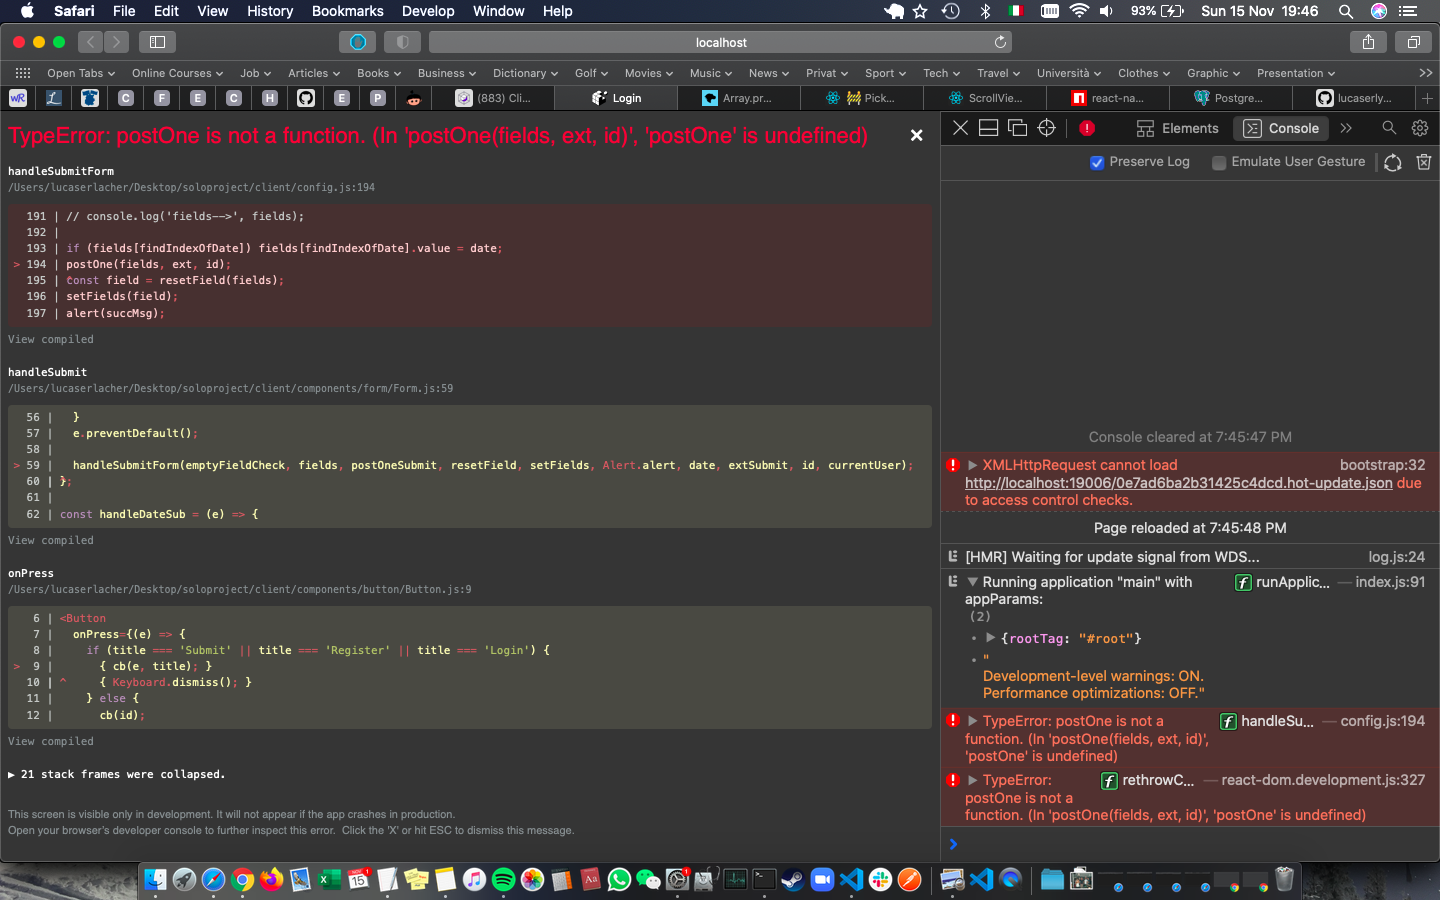 Safari File Edit View History Bookmarks Develop Window Help 93% Sun 15 Nov 19:46
localhost
Open Tabs Online Courses Job Articles Books Business Dictionary Golf Movies Music News Privat Sport Tech Travel Università Clothes Graphic Presentation
wR L C F E C H E P (883) Cli... Login Array.pr... Pick... ScrollVie... react-na... Postgre... lucaserly...
TypeError: postOne is not a function. (In 'postOne(fields, ext, id)', 'postOne' is undefined)
handleSubmitForm
/Users/lucaserlacher/Desktop/soloproject/client/config.js:194
191 | // console.log('fields-->', fields);
192 |
193 | if (fields[findIndexOfDate]) fields[findIndexOfDate].value = date;
> 194 | postOne(fields, ext, id);
195 | const field = resetField(fields);
196 | setFields(field);
197 | alert(succMsg);
View compiled
handleSubmit
/Users/lucaserlacher/Desktop/soloproject/client/components/form/Form.js:59
56 | }
57 | e.preventDefault();
58 |
> 59 | handleSubmitForm(emptyFieldCheck, fields, postOneSubmit, resetField, setFields, Alert.alert, date, extSubmit, id, currentUser);
60 | };
61 |
62 | const handleDateSub = (e) => {
View compiled
onPress
/Users/lucaserlacher/Desktop/soloproject/client/components/button/Button.js:9
6 | <Button
7 | onPress={(e) => {
8 | if (title === 'Submit' || title === 'Register' || title === 'Login') {
> 9 | { cb(e, title); }
10 | ^ { Keyboard.dismiss(); }
11 | } else {
12 | cb(id);
View compiled
▶ 21 stack frames were collapsed.
This screen is visible only in development. It will not appear if the app crashes in production.
Open your browser's developer console to further inspect this error. Click the 'X' or hit ESC to dismiss this message.
Elements Console
Preserve Log Emulate User Gesture
Console cleared at 7:45:47 PM
XMLHttpRequest cannot load bootstrap:32
http://localhost:19006/0e7ad6ba2b31425c4dcd.hot-update.json due
to access control checks.
Page reloaded at 7:45:48 PM
[HMR] Waiting for update signal from WDS... log.js:24
Running application "main" with runApplic... — index.js:91
appParams:
(2)
• {rootTag: "#root"}
• "
Development-level warnings: ON.
Performance optimizations: OFF."
TypeError: postOne is not a handleSu... — config.js:194
function. (In 'postOne(fields, ext, id)',
'postOne' is undefined)
TypeError: rethrowC... — react-dom.development.js:327
postOne is not a
function. (In 'postOne(fields, ext, id)', 'postOne' is undefined)